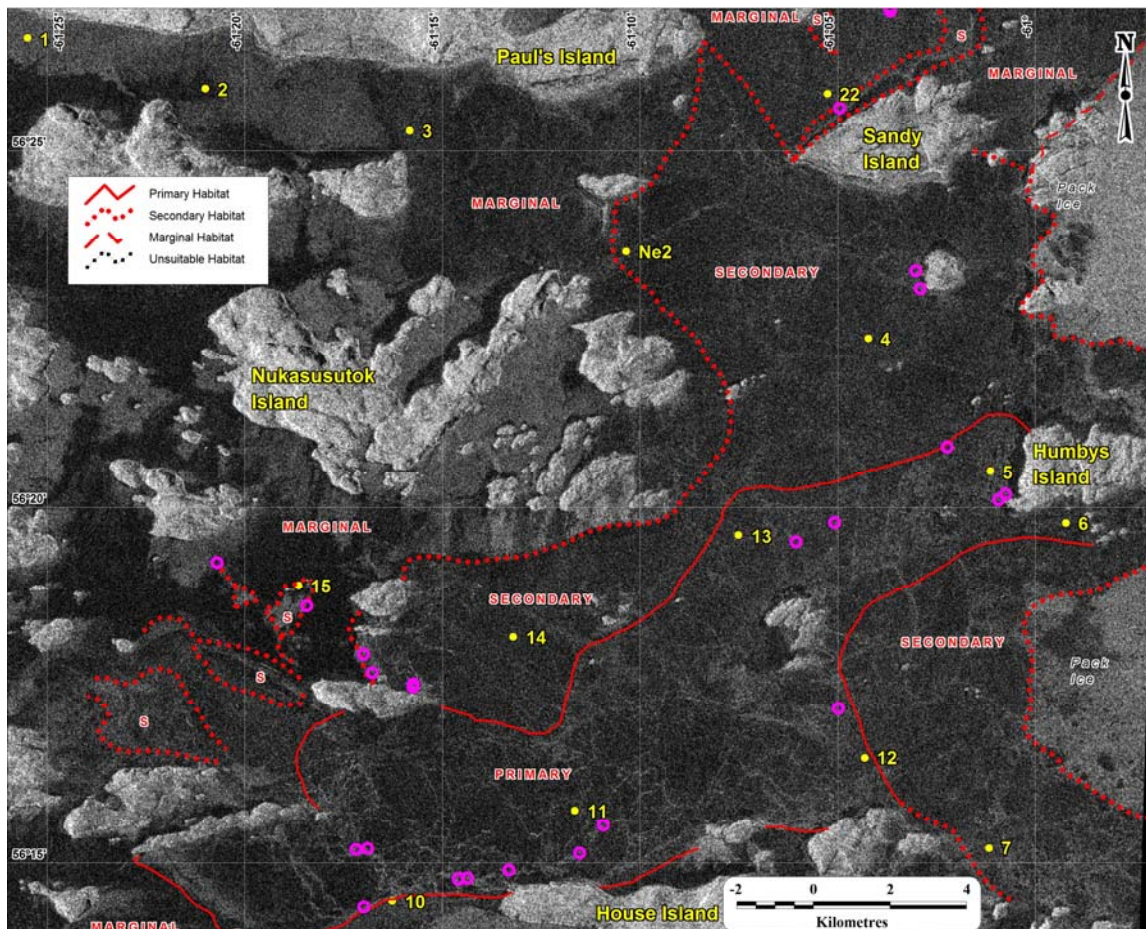 -61°25'
-61°20'
-61°15'
-61°10'
-61°05'
-61°
MARGINAL
S
S
N
1
Paul's Island
MARGINAL
2
22
3
Sandy
Island
56°25'
Primary Habitat
Secondary Habitat
Marginal Habitat
Unsuitable Habitat
MARGINAL
Pack
Ice
Ne2
SECONDARY
4
Nukasusutok
Island
Humbys
Island
5
56°20'
MARGINAL
13
6
15
SECONDARY
S
14
SECONDARY
Pack
Ice
S
S
PRIMARY
12
11
7
56°15'
10
House Island
MARGINAL
-2 0 2 4
Kilometres